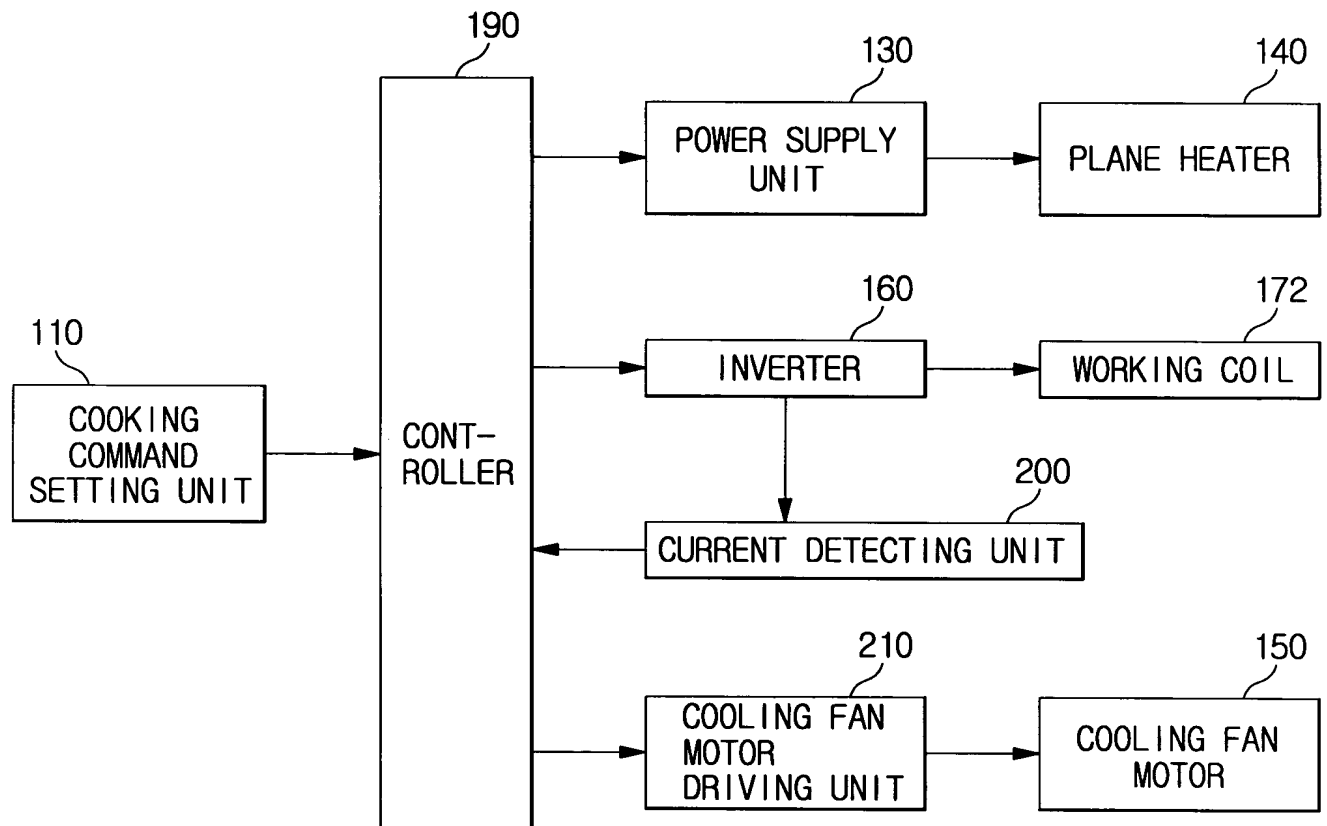 190
130
140
POWER SUPPLY
UNIT
PLANE HEATER
160
172
INVERTER
WORKING COIL
110
COOKING
COMMAND
SETTING UNIT
CONT-
ROLLER
200
CURRENT DETECTING UNIT
210
150
COOLING FAN
MOTOR
DRIVING UNIT
COOLING FAN
MOTOR